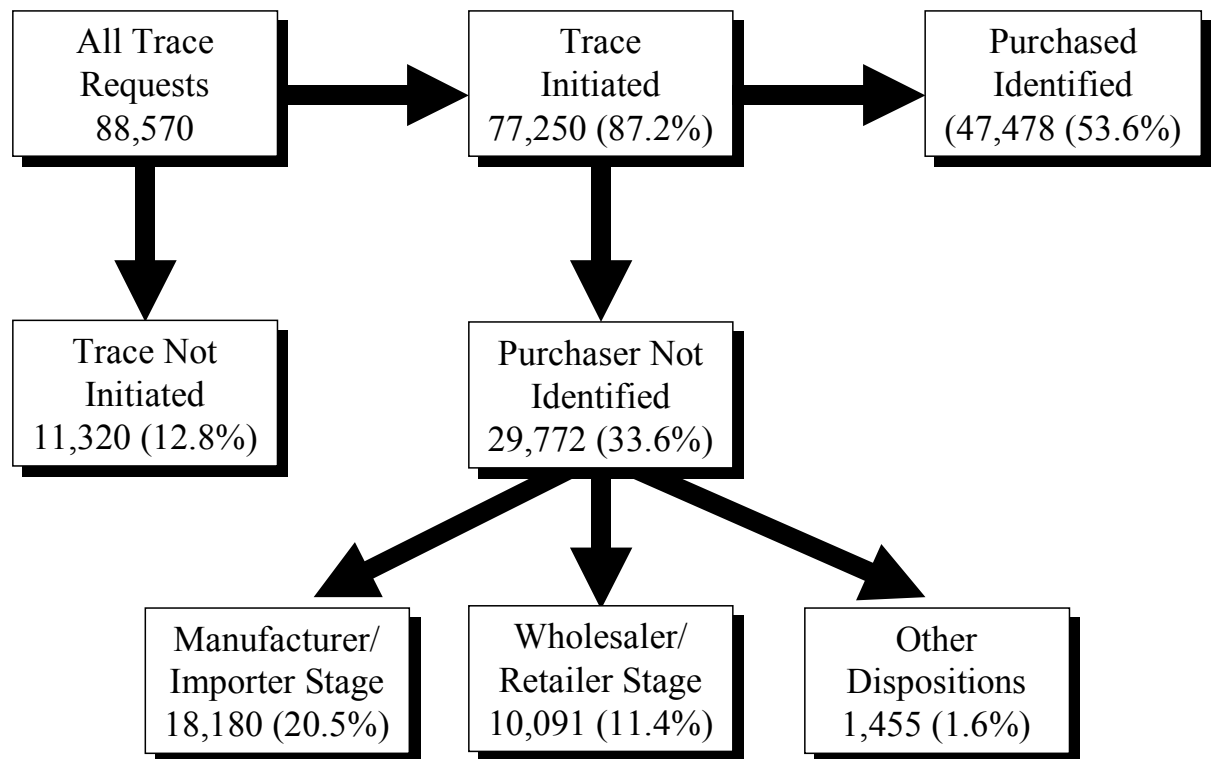 All Trace
Requests
88,570
Trace
Initiated
77,250 (87.2%)
Purchased
Identified
(47,478 (53.6%)
Trace Not
Initiated
11,320 (12.8%)
Purchaser Not
Identified
29,772 (33.6%)
Manufacturer/
Importer Stage
18,180 (20.5%)
Wholesaler/
Retailer Stage
10,091 (11.4%)
Other
Dispositions
1,455 (1.6%)